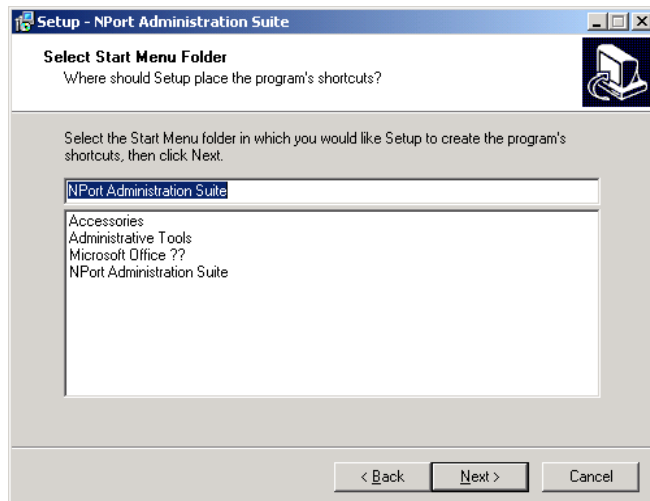 Setup - NPort Administration Suite
Select Start Menu Folder
Where should Setup place the program's shortcuts?
Select the Start Menu folder in which you would like Setup to create the program's
shortcuts, then click Next.
NPort Administration Suite
Accessories
Administrative Tools
Microsoft Office ??
NPort Administration Suite
< Back
Next >
Cancel